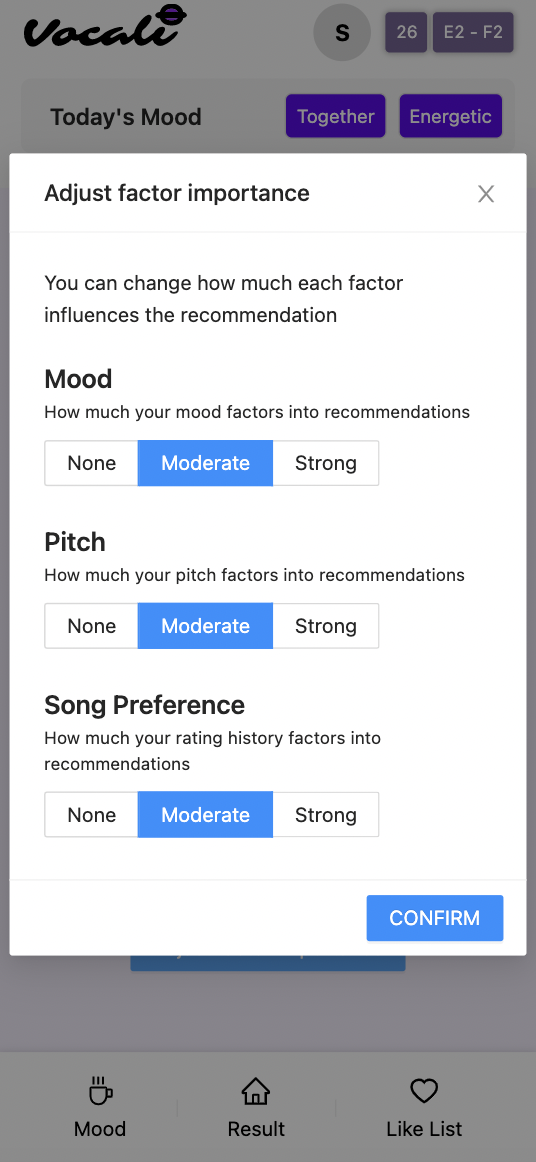 Vocali
S
26
E2 - F2
Today's Mood
Together
Energetic
Adjust factor importance
You can change how much each factor
influences the recommendation
Mood
How much your mood factors into recommendations
None
Moderate
Strong
Pitch
How much your pitch factors into recommendations
None
Moderate
Strong
Song Preference
How much your rating history factors into
recommendations
None
Moderate
Strong
CONFIRM
Mood
Result
Like List